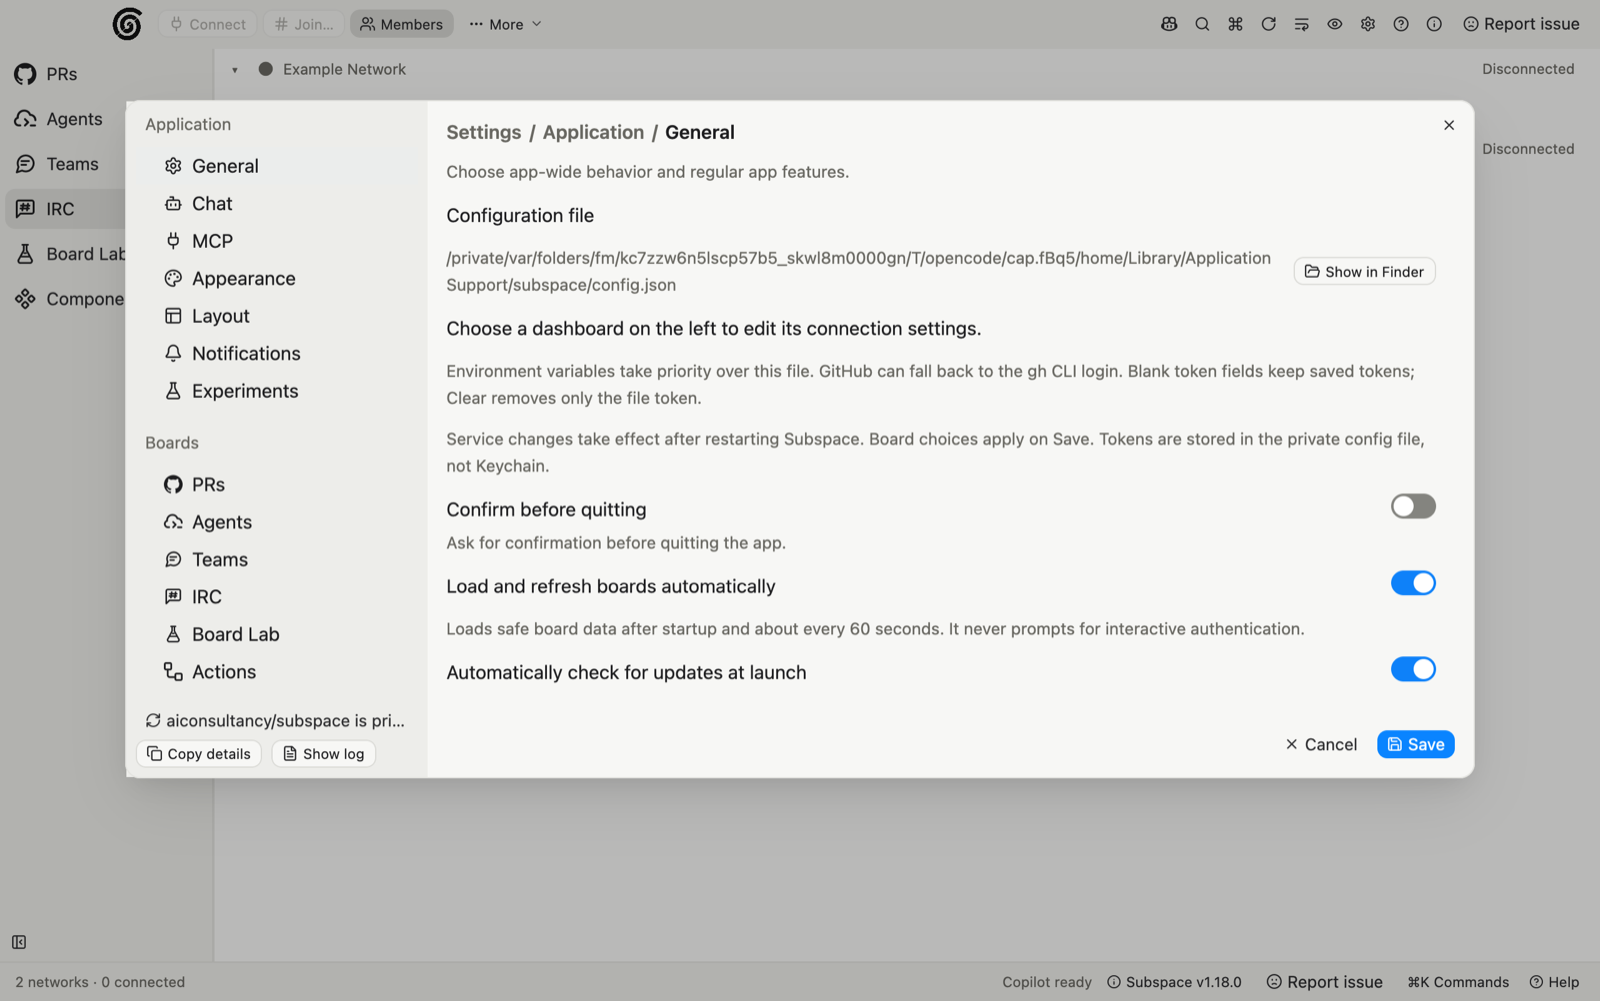 Connect
Join...
Members
More
Report issue
PRs
Agents
Teams
IRC
Board Lab
Compone
Example Network
Disconnected
Disconnected
Application
General
Chat
MCP
Appearance
Layout
Notifications
Experiments
Boards
PRs
Agents
Teams
IRC
Board Lab
Actions
aiconsultancy/subspace is pri...
Copy details
Show log
Settings / Application / General
Choose app-wide behavior and regular app features.
Configuration file
/private/var/folders/fm/kc7zzw6n5lscp57b5_skwl8m0000gn/T/opencode/cap.fBq5/home/Library/Application
Support/subspace/config.json
Show in Finder
Choose a dashboard on the left to edit its connection settings.
Environment variables take priority over this file. GitHub can fall back to the gh CLI login. Blank token fields keep saved tokens;
Clear removes only the file token.
Service changes take effect after restarting Subspace. Board choices apply on Save. Tokens are stored in the private config file,
not Keychain.
Confirm before quitting
Ask for confirmation before quitting the app.
Load and refresh boards automatically
Loads safe board data after startup and about every 60 seconds. It never prompts for interactive authentication.
Automatically check for updates at launch
Cancel
Save
2 networks · 0 connected
Copilot ready
Subspace v1.18.0
Report issue
⌘K Commands
Help